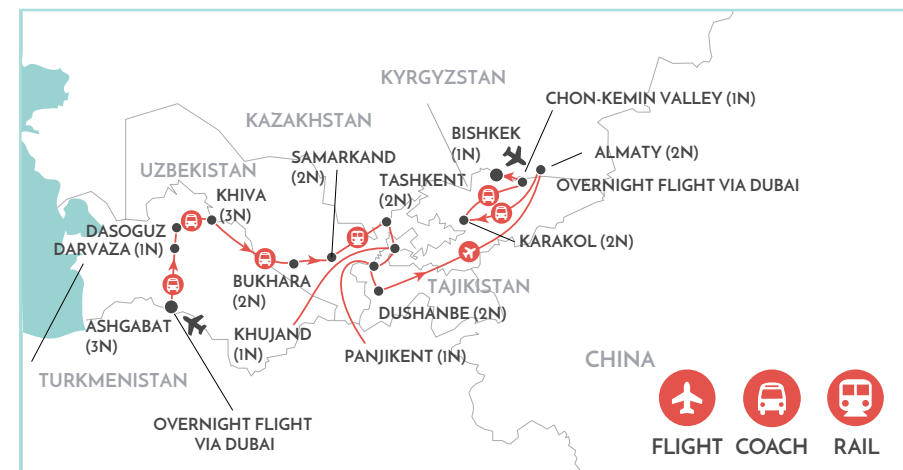 KYRGYZSTAN
CHON-KEMIN VALLEY (1N)
KAZAKHSTAN
BISHKEK
(1N)
ALMATY (2N)
SAMARKAND
(2N)
UZBEKISTAN
TASHKENT
(2N)
OVERNIGHT FLIGHT VIA DUBAI
KHIVA
(3N)
DASOGUZ
DARVAZA (1N)
KARAKOL (2N)
BUKHARA
(2N)
TAJIKISTAN
DUSHANBE (2N)
ASHGABAT
(3N)
KHUJAND
(1N)
PANJIKENT (1N)
CHINA
TURKMENISTAN
OVERNIGHT FLIGHT
VIA DUBAI
FLIGHT
COACH
RAIL